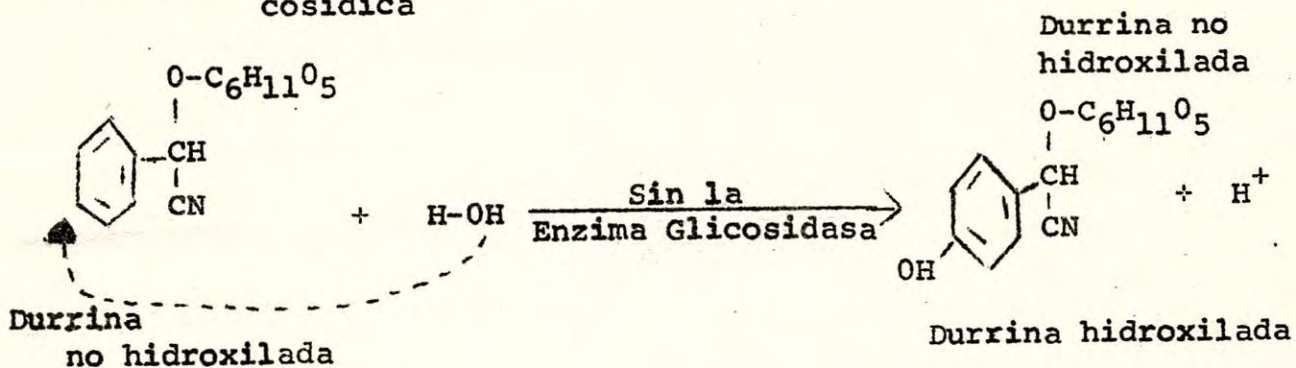 cosídica
Durrina no
hidroxilada
O-C6H11O5
O-C6H11O5
CH
CN
+ H-OH
Sin la
Enzima Glicosidasa
CH
CN
+ H+
OH
Durrina
no hidroxilada
Durrina hidroxilada